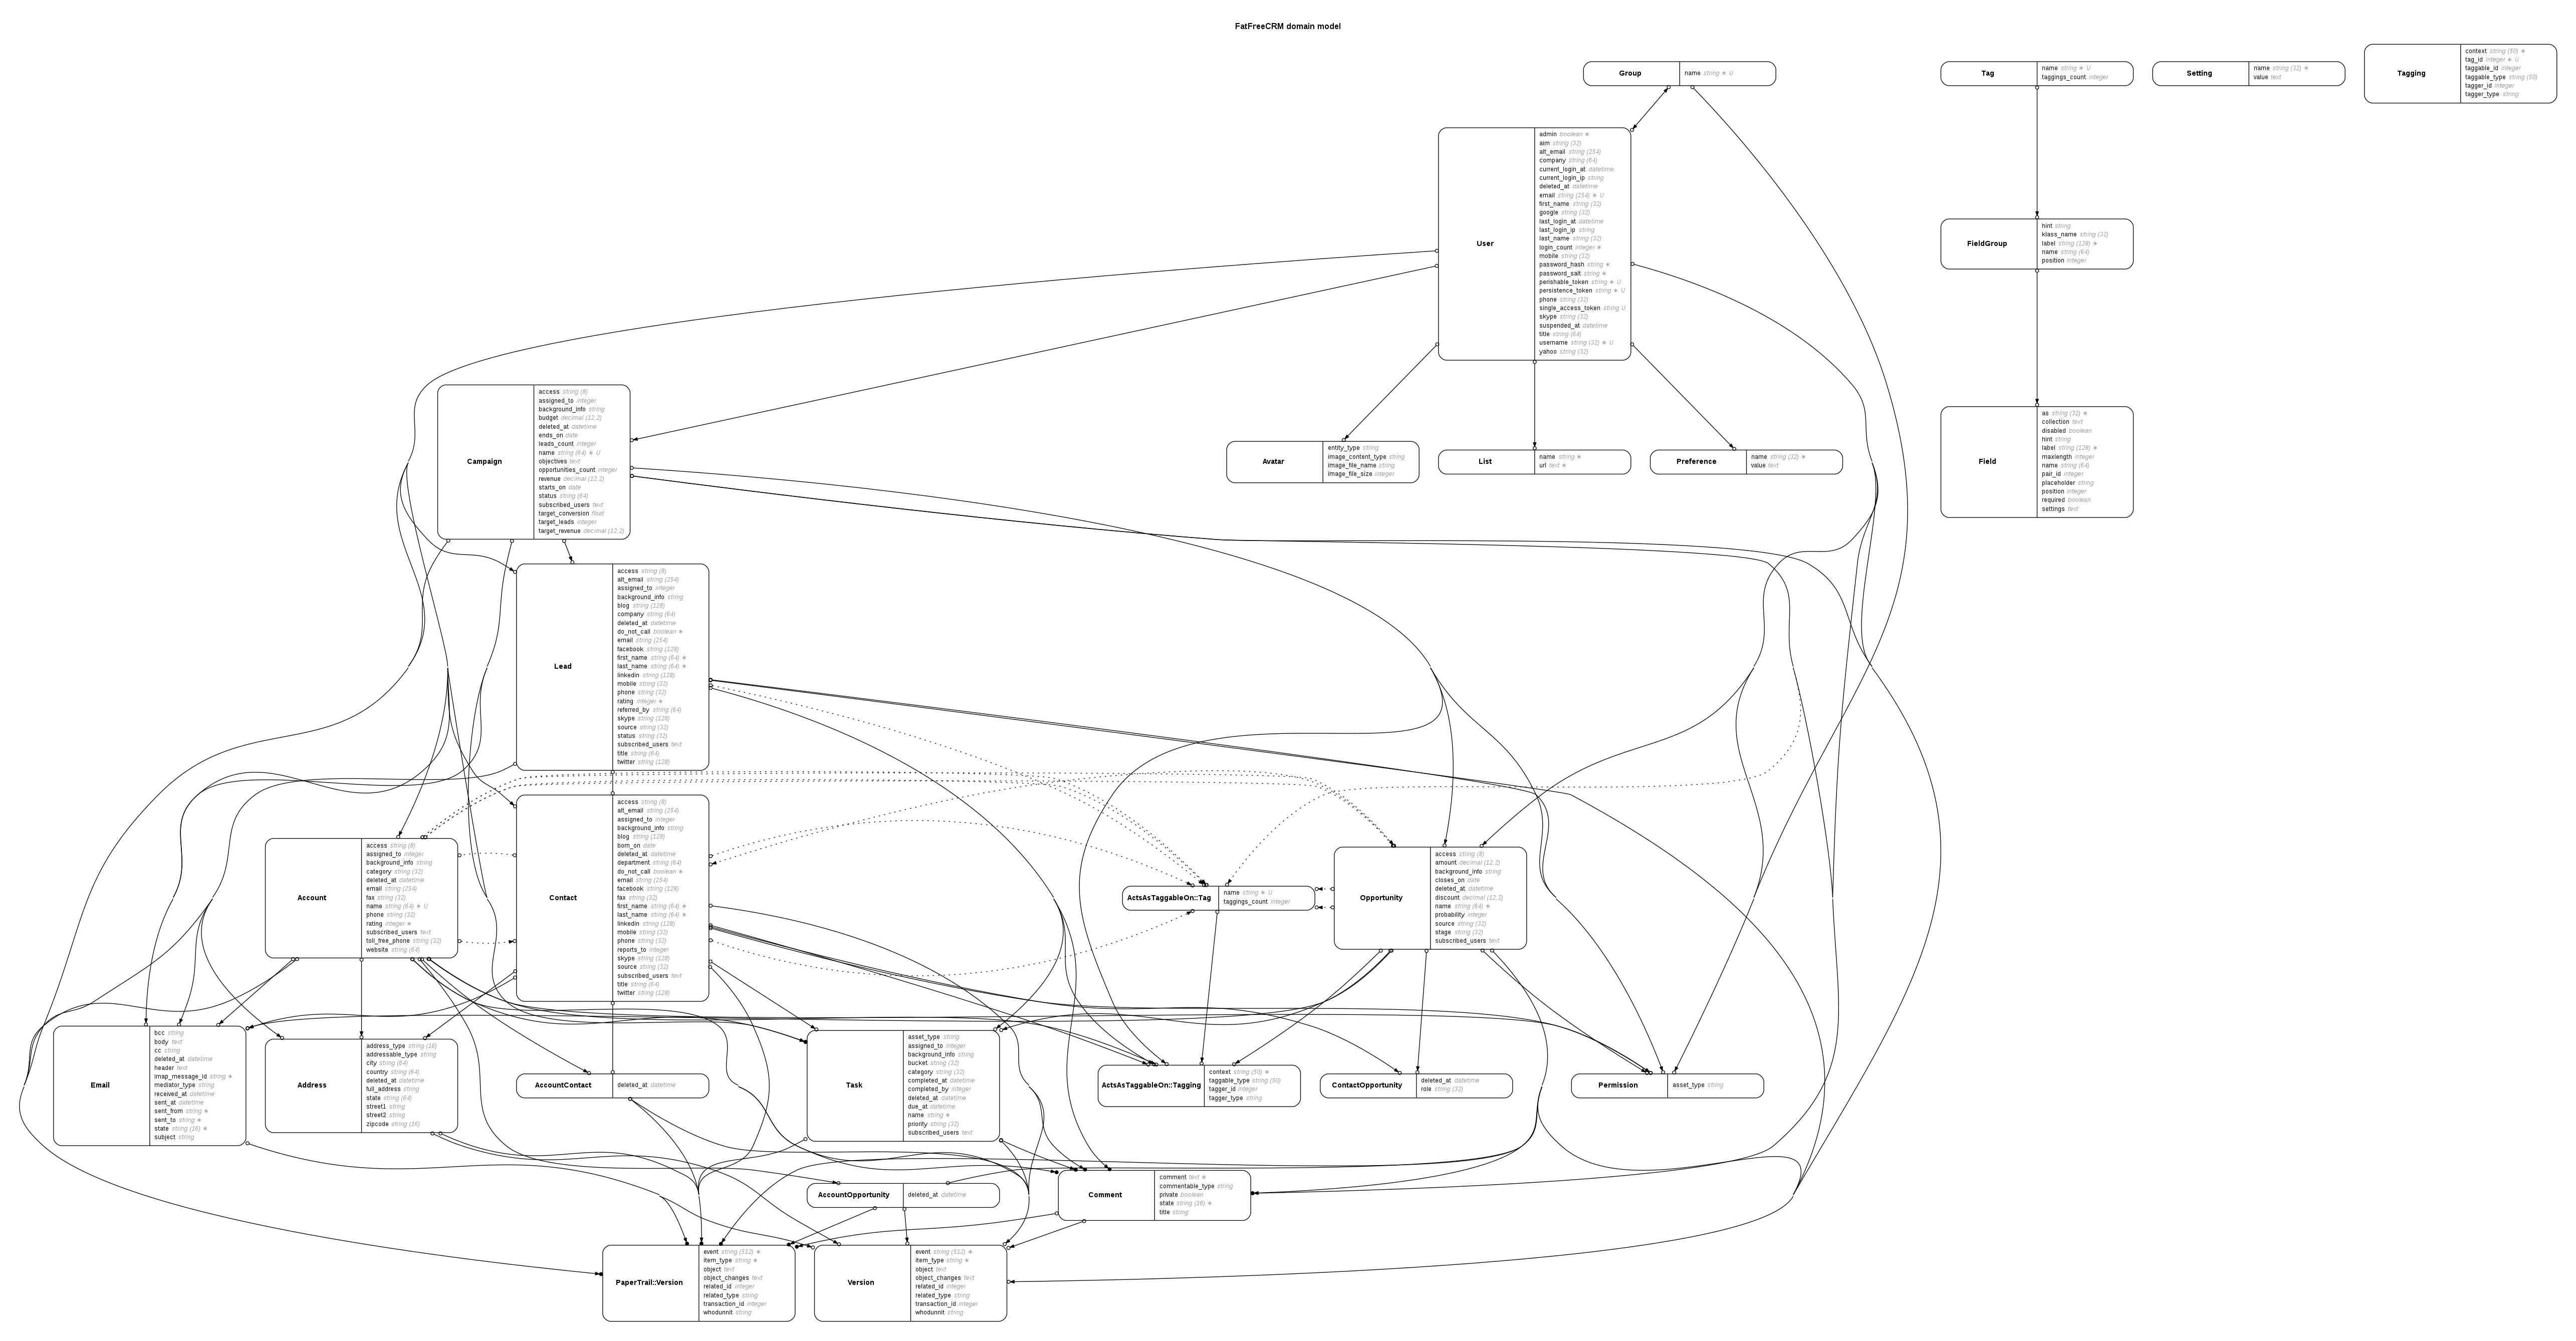 FatFreeCRM domain model
Group
name string ∗ U
Tag
name string ∗ U
taggings_count integer
Setting
name string (32) ∗
value text
Tagging
context string (50) ∗
tag_id integer ∗ U
taggable_id integer
taggable_type string (50)
tagger_id integer
tagger_type string
User
admin boolean ∗
aim string (32)
alt_email string (254)
company string (64)
current_login_at datetime
current_login_ip string
deleted_at datetime
email string (254) ∗ U
first_name string (32)
google string (32)
last_login_at datetime
last_login_ip string
last_name string (32)
login_count integer ∗
mobile string (32)
password_hash string ∗
password_salt string ∗
perishable_token string ∗ U
persistence_token string ∗ U
phone string (32)
single_access_token string U
skype string (32)
suspended_at datetime
title string (64)
username string (32) ∗ U
yahoo string (32)
FieldGroup
hint string
klass_name string (32)
label string (128) ∗
name string (64)
position integer
Campaign
access string (8)
assigned_to integer
background_info string
budget decimal (12,2)
deleted_at datetime
ends_on date
leads_count integer
name string (64) ∗ U
objectives text
opportunities_count integer
revenue decimal (12,2)
starts_on date
status string (64)
subscribed_users text
target_conversion float
target_leads integer
target_revenue decimal (12,2)
Avatar
entity_type string
image_content_type string
image_file_name string
image_file_size integer
List
name string ∗
url text ∗
Preference
name string (32) ∗
value text
Field
as string (32) ∗
collection text
disabled boolean
hint string
label string (128) ∗
maxlength integer
name string (64)
pair_id integer
placeholder string
position integer
required boolean
settings text
Lead
access string (8)
alt_email string (254)
assigned_to integer
background_info string
blog string (128)
company string (64)
deleted_at datetime
do_not_call boolean ∗
email string (254)
facebook string (128)
first_name string (64) ∗
last_name string (64) ∗
linkedin string (128)
mobile string (32)
phone string (32)
rating integer ∗
referred_by string (64)
skype string (128)
source string (32)
status string (32)
subscribed_users text
title string (64)
twitter string (128)
Account
access string (8)
assigned_to integer
background_info string
category string (32)
deleted_at datetime
email string (254)
fax string (32)
name string (64) ∗ U
phone string (32)
rating integer ∗
subscribed_users text
toll_free_phone string (32)
website string (64)
Contact
access string (8)
alt_email string (254)
assigned_to integer
background_info string
blog string (128)
born_on date
deleted_at datetime
department string (64)
do_not_call boolean ∗
email string (254)
facebook string (128)
fax string (32)
first_name string (64) ∗
last_name string (64) ∗
linkedin string (128)
mobile string (32)
phone string (32)
reports_to integer
skype string (128)
source string (32)
subscribed_users text
title string (64)
twitter string (128)
ActsAsTaggableOn::Tag
name string ∗ U
taggings_count integer
Opportunity
access string (8)
amount decimal (12,2)
background_info string
closes_on date
deleted_at datetime
discount decimal (12,2)
name string (64) ∗
probability integer
source string (32)
stage string (32)
subscribed_users text
Email
bcc string
body text
cc string
deleted_at datetime
header text
imap_message_id string ∗
mediator_type string
received_at datetime
sent_at datetime
sent_from string ∗
sent_to string ∗
state string (16) ∗
subject string
Address
address_type string (16)
addressable_type string
city string (64)
country string (64)
deleted_at datetime
full_address string
state string (64)
street1 string
street2 string
zipcode string (16)
AccountContact
deleted_at datetime
Task
asset_type string
assigned_to integer
background_info string
bucket string (32)
category string (32)
completed_at datetime
completed_by integer
deleted_at datetime
due_at datetime
name string ∗
priority string (32)
subscribed_users text
ActsAsTaggableOn::Tagging
context string (50) ∗
taggable_type string (50)
tagger_id integer
tagger_type string
ContactOpportunity
deleted_at datetime
role string (32)
Permission
asset_type string
AccountOpportunity
deleted_at datetime
Comment
comment text ∗
commentable_type string
private boolean
state string (16) ∗
title string
PaperTrail::Version
event string (512) ∗
item_type string ∗
object text
object_changes text
related_id integer
related_type string
transaction_id integer
whodunnit string
Version
event string (512) ∗
item_type string ∗
object text
object_changes text
related_id integer
related_type string
transaction_id integer
whodunnit string